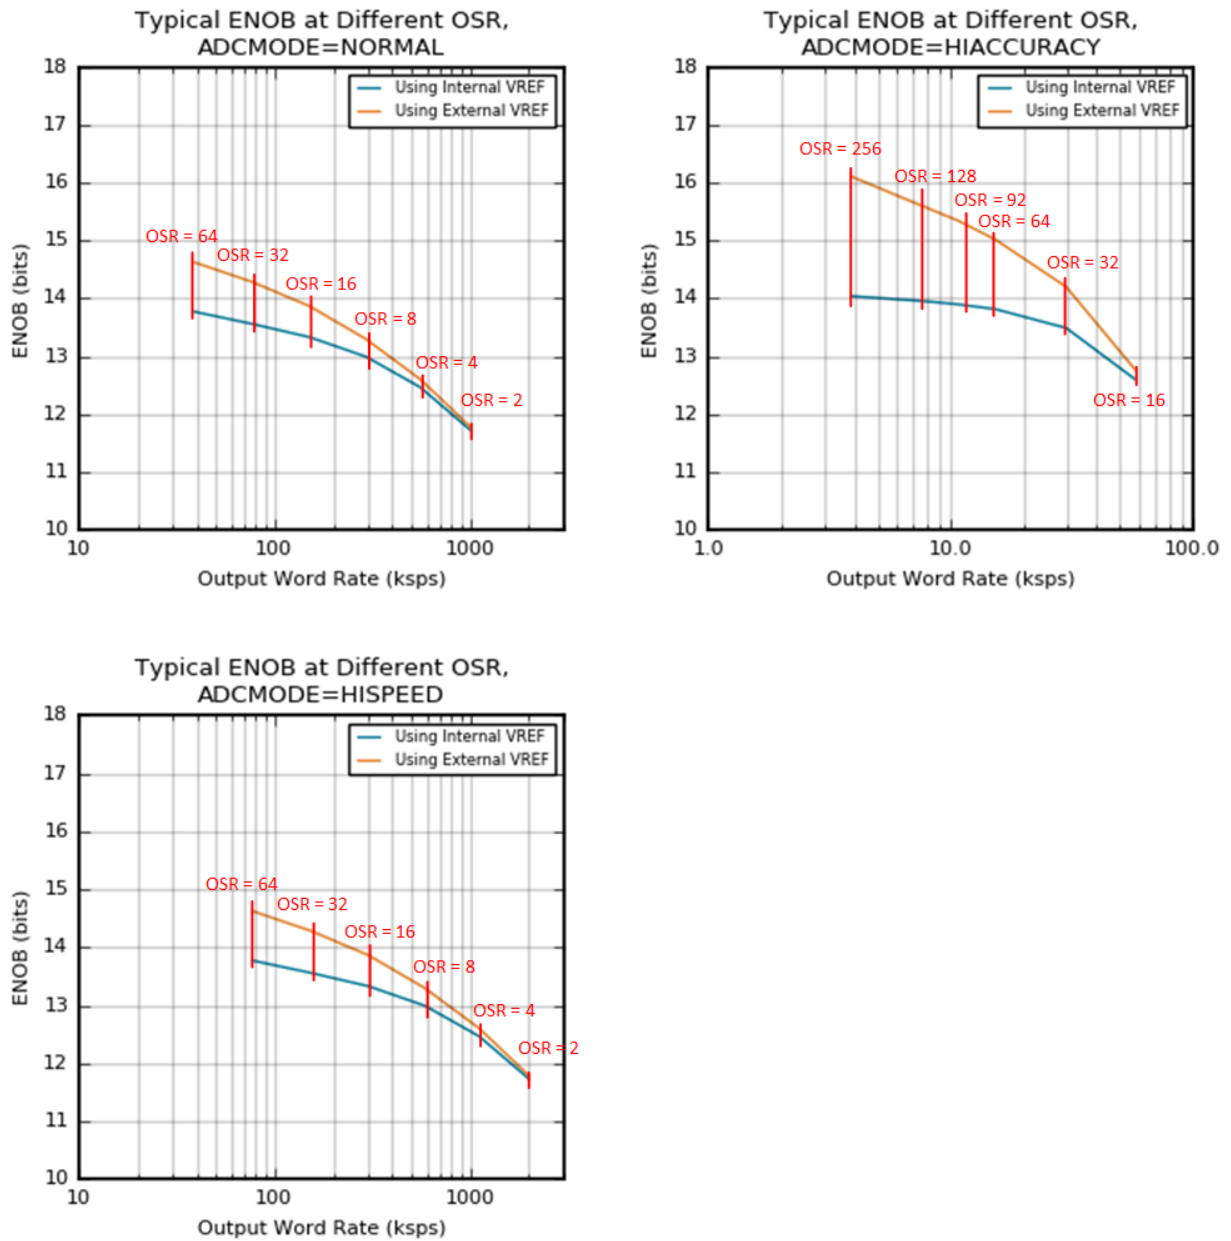 Typical ENOB at Different OSR,
ADCMODE=NORMAL
18
17
16
15
14
13
12
11
10
ENOB (bits)
Using Internal VREF
Using External VREF
OSR = 64
OSR = 32
OSR = 16
OSR = 8
OSR = 4
OSR = 2
10
100
1000
Output Word Rate (ksps)
Typical ENOB at Different OSR,
ADCMODE=HIACCURACY
18
17
16
15
14
13
12
11
10
ENOB (bits)
Using Internal VREF
Using External VREF
OSR = 256
OSR = 128
OSR = 92
OSR = 64
OSR = 32
OSR = 16
1.0
10.0
100.0
Output Word Rate (ksps)
Typical ENOB at Different OSR,
ADCMODE=HISPEED
18
17
16
15
14
13
12
11
10
ENOB (bits)
Using Internal VREF
Using External VREF
OSR = 64
OSR = 32
OSR = 16
OSR = 8
OSR = 4
OSR = 2
10
100
1000
Output Word Rate (ksps)